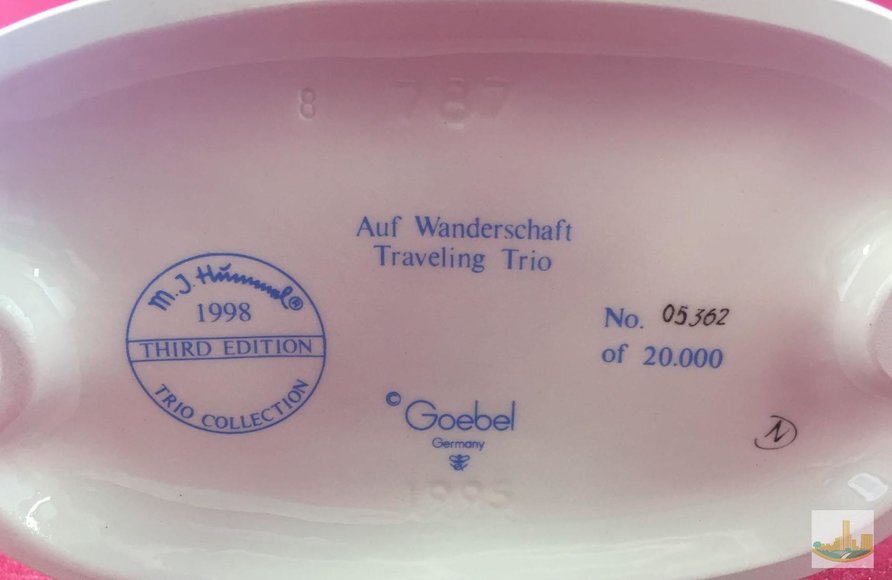 8 787
Auf Wanderschaft
Traveling Trio
M.J.Hummel®
1998
THIRD EDITION
TRIO COLLECTION
No. 05362
of 20.000
© Goebel
Germany
N